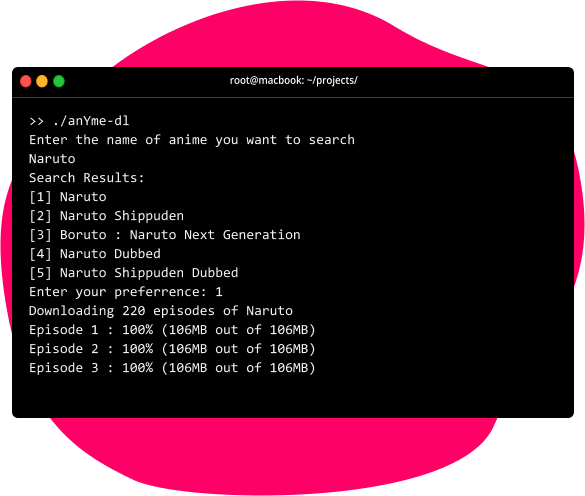 root@macbook: ~/projects/
>> ./anYme-dl
Enter the name of anime you want to search
Naruto
Search Results:
[1] Naruto
[2] Naruto Shippuden
[3] Boruto : Naruto Next Generation
[4] Naruto Dubbed
[5] Naruto Shippuden Dubbed
Enter your preferrence: 1
Downloading 220 episodes of Naruto
Episode 1 : 100% (106MB out of 106MB)
Episode 2 : 100% (106MB out of 106MB)
Episode 3 : 100% (106MB out of 106MB)